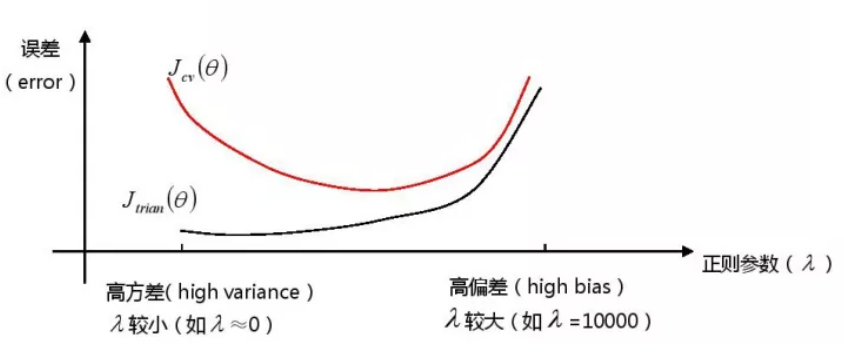 误差
（error）
J_cv(θ)
J_trian(θ)
正则参数（λ）
高方差（high variance）
λ较小（如λ≈0）
高偏差（high bias）
λ较大（如λ=10000）